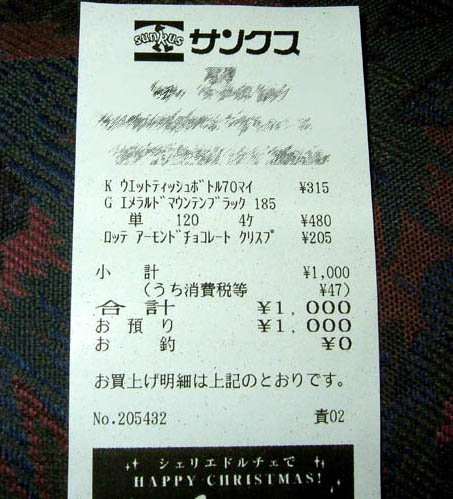 sunkus サンクス
K ウエットティッシュボトル70マイ ¥315
G エメラルドマウンテンブラック 185
単 120 4ケ ¥480
ロッテ アーモンドチョコレート クリスプ ¥205
小計 ¥1,000
(うち消費税等 ¥47)
合計 ¥1,000
お預り ¥1,000
お釣 ¥0
お買上げ明細は上記のとおりです。
No.205432 責02
シェリエドルチェで
HAPPY CHRISTMAS!